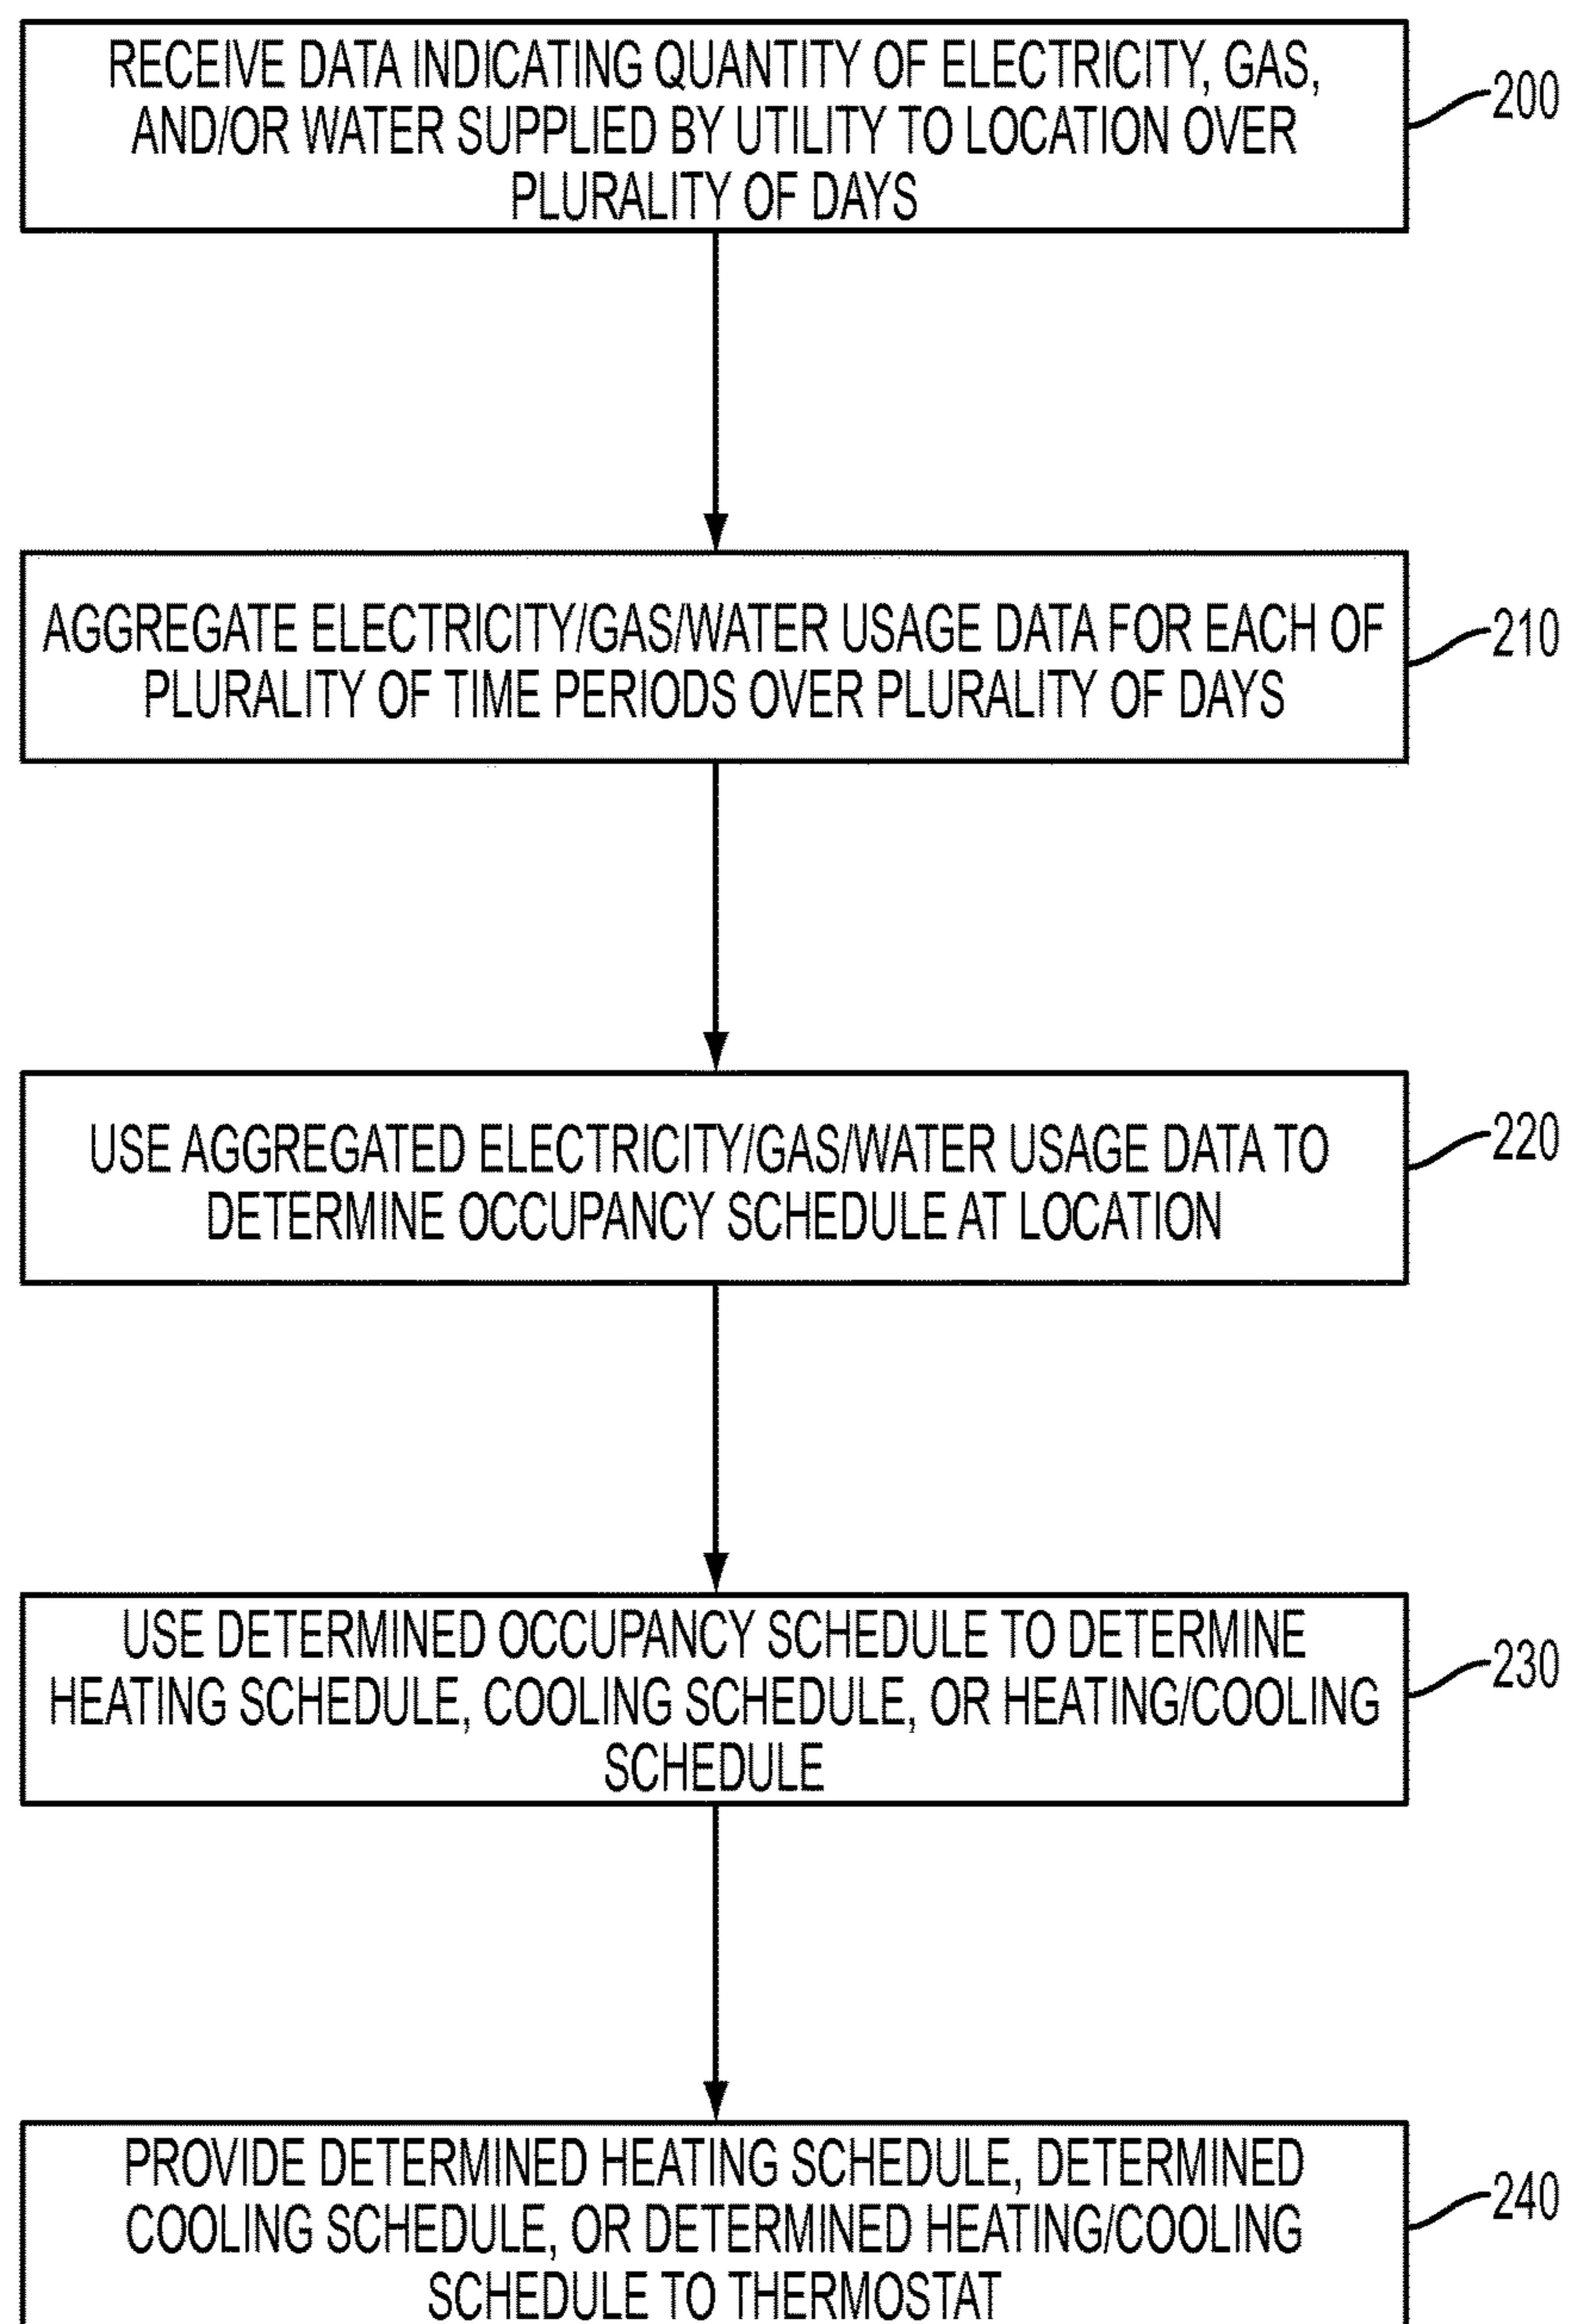 RECEIVE DATA INDICATING QUANTITY OF ELECTRICITY, GAS,
AND/OR WATER SUPPLIED BY UTILITY TO LOCATION OVER
PLURALITY OF DAYS
200
AGGREGATE ELECTRICITY/GAS/WATER USAGE DATA FOR EACH OF
PLURALITY OF TIME PERIODS OVER PLURALITY OF DAYS
210
USE AGGREGATED ELECTRICITY/GAS/WATER USAGE DATA TO
DETERMINE OCCUPANCY SCHEDULE AT LOCATION
220
USE DETERMINED OCCUPANCY SCHEDULE TO DETERMINE
HEATING SCHEDULE, COOLING SCHEDULE, OR HEATING/COOLING
SCHEDULE
230
PROVIDE DETERMINED HEATING SCHEDULE, DETERMINED
COOLING SCHEDULE, OR DETERMINED HEATING/COOLING
SCHEDULE TO THERMOSTAT
240